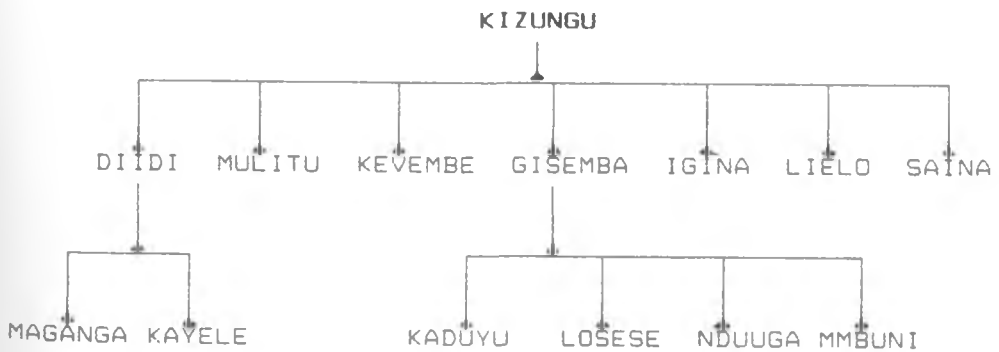 KIZUNGU
DIIDI MULITU KEVEMBE GISEMBA IGINA LIELO SAINA
MAGANGA KAYELE KADUYU LOSESE NDUUGA MMBUNI